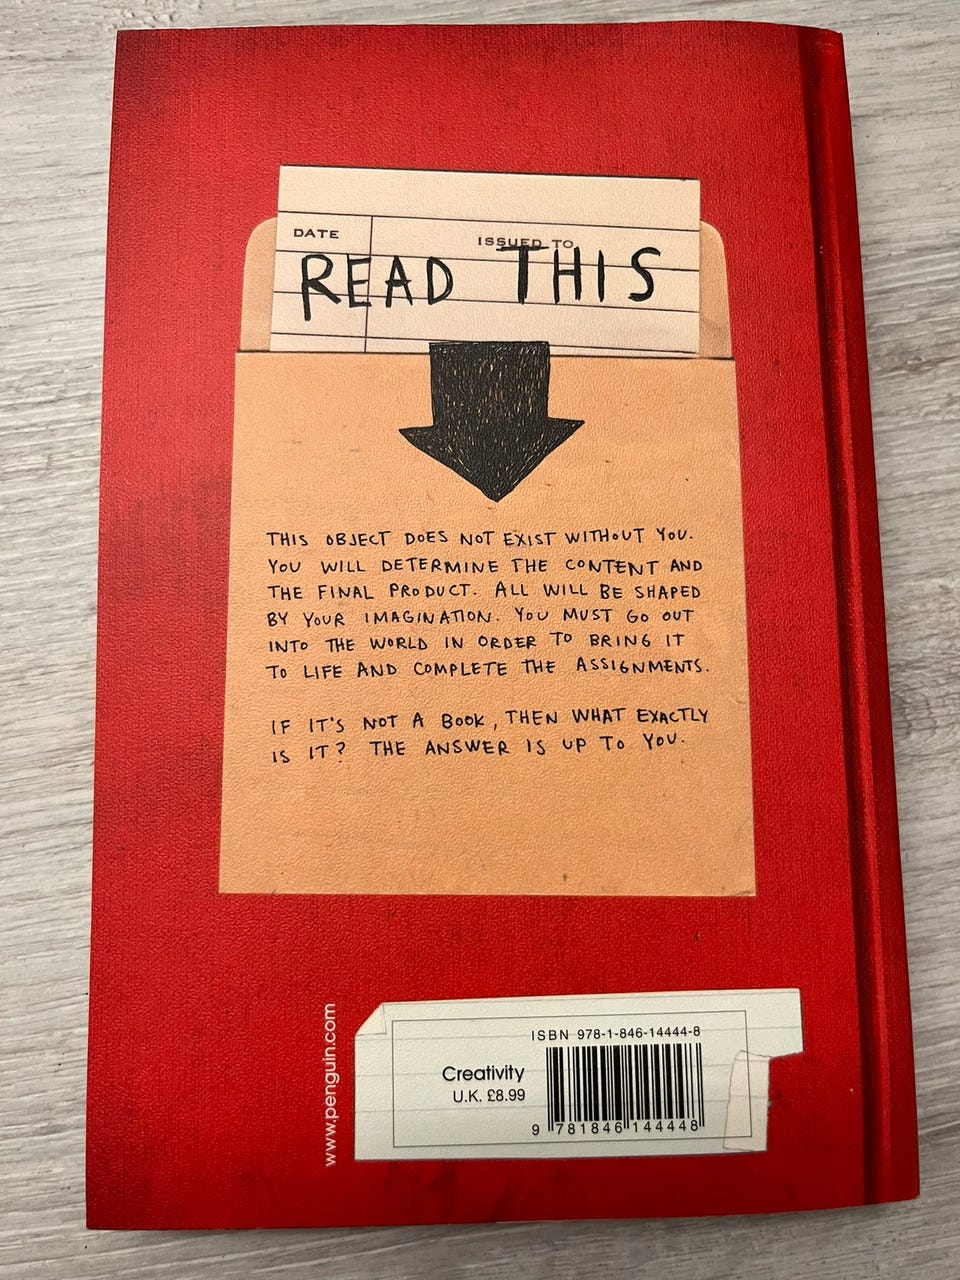 DATE
ISSUED TO
READ THIS
THIS OBJECT DOES NOT EXIST WITHOUT YOU.
YOU WILL DETERMINE THE CONTENT AND
THE FINAL PRODUCT. ALL WILL BE SHAPED
BY YOUR IMAGINATION. YOU MUST GO OUT
INTO THE WORLD IN ORDER TO BRING IT
TO LIFE AND COMPLETE THE ASSIGNMENTS.
IF IT'S NOT A BOOK, THEN WHAT EXACTLY
IS IT? THE ANSWER IS UP TO YOU.
www.penguin.com
ISBN 978-1-846-14444-8
Creativity
U.K. £8.99
9 781846 144448